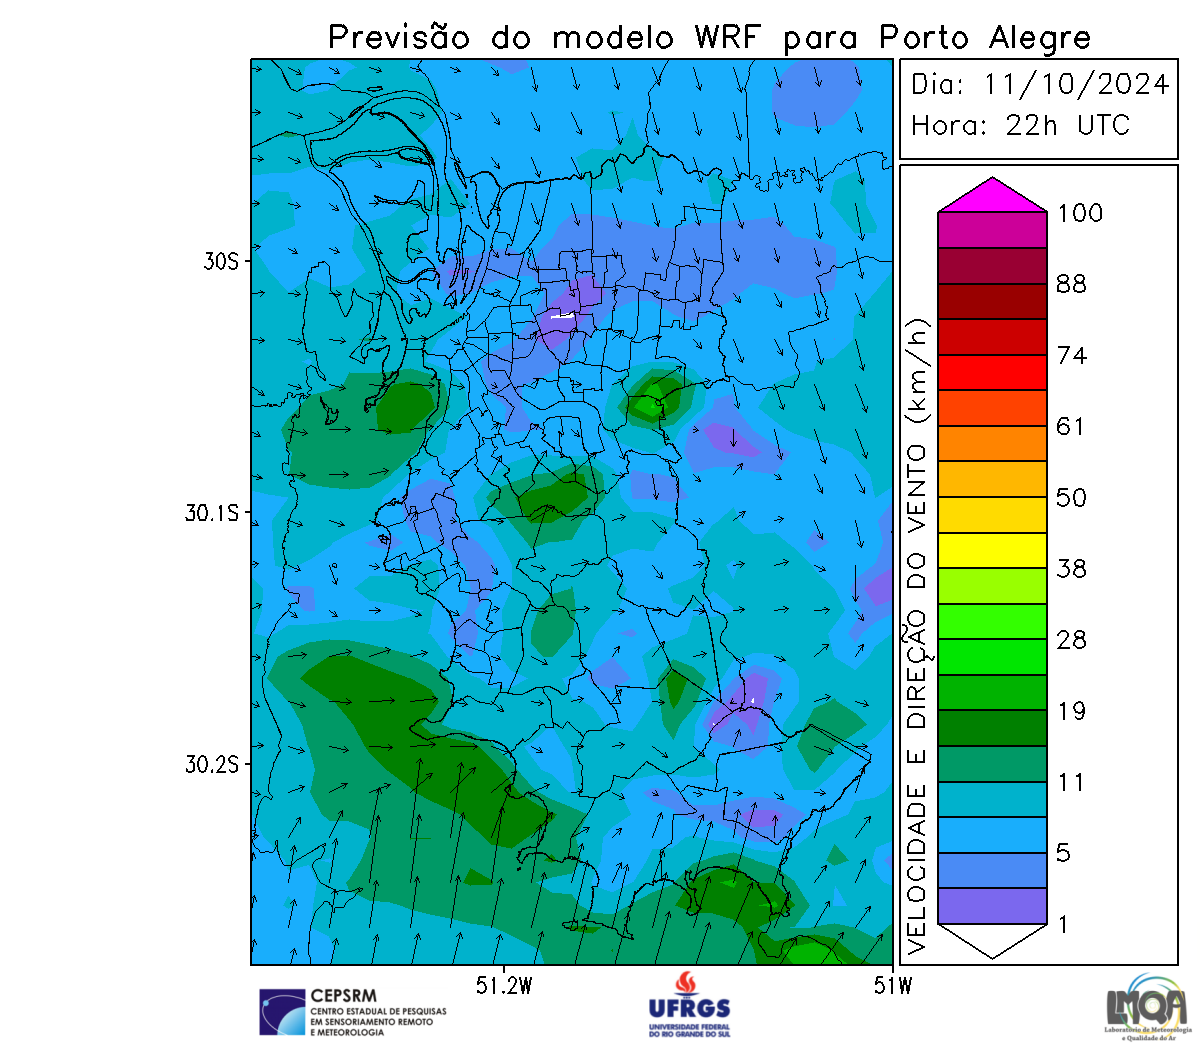 Previsão do modelo WRF para Porto Alegre
Dia: 11/10/2024
Hora: 22h UTC
30S
30.1S
30.2S
51.2W
51W
VELOCIDADE E DIREÇÃO DO VENTO (km/h)
100
88
74
61
50
38
28
19
11
5
1
CEPSRM
CENTRO ESTADUAL DE PESQUISAS
EM SENSORIAMENTO REMOTO
E METEOROLOGIA
UFRGS
UNIVERSIDADE FEDERAL
DO RIO GRANDE DO SUL
LMQA
Laboratório de Meteorologia
e Qualidade do Ar